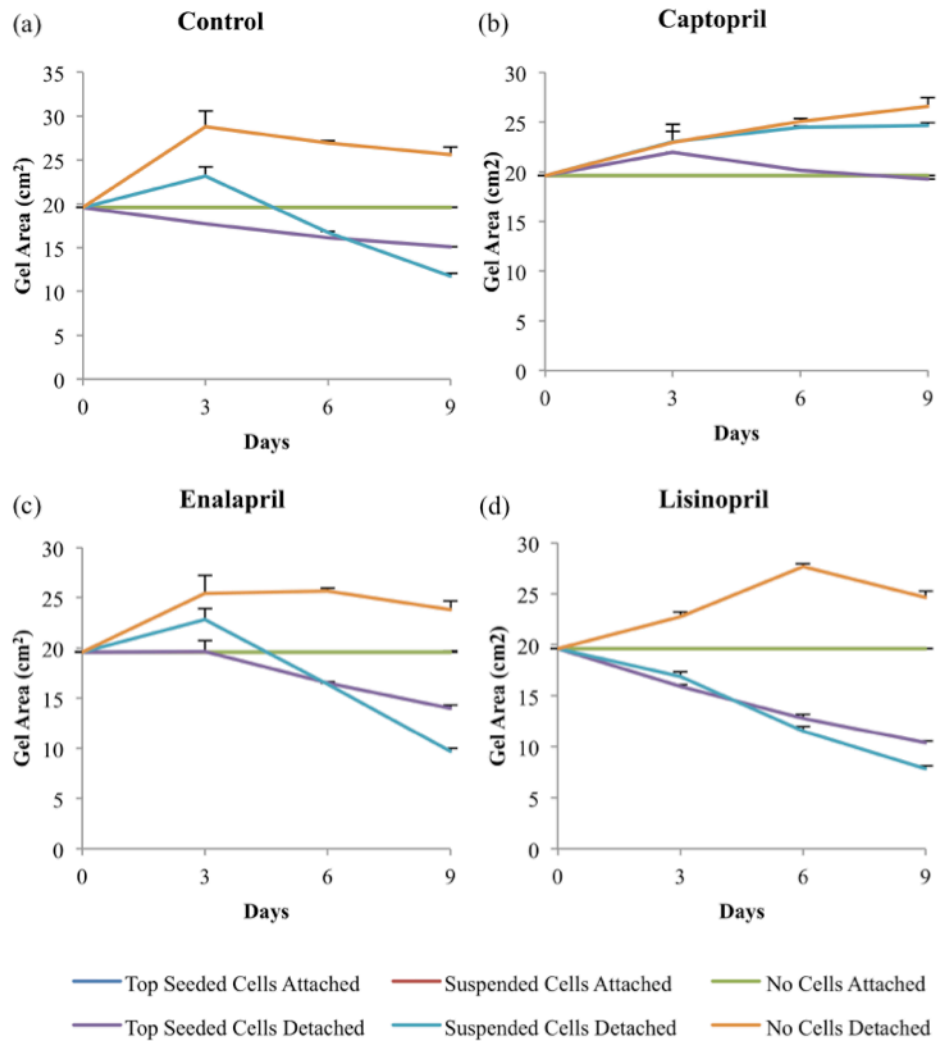 (a) Control
35
30
25
20
15
10
5
0
Gel Area (cm²)
0 3 6 9
Days
(b) Captopril
30
25
20
15
10
5
0
Gel Area (cm2)
0 3 6 9
Days
(c) Enalapril
30
25
20
15
10
5
0
Gel Area (cm²)
0 3 6 9
Days
(d) Lisinopril
30
25
20
15
10
5
0
Gel Area (cm2)
0 3 6 9
Days
Top Seeded Cells Attached Suspended Cells Attached No Cells Attached
Top Seeded Cells Detached Suspended Cells Detached No Cells Detached